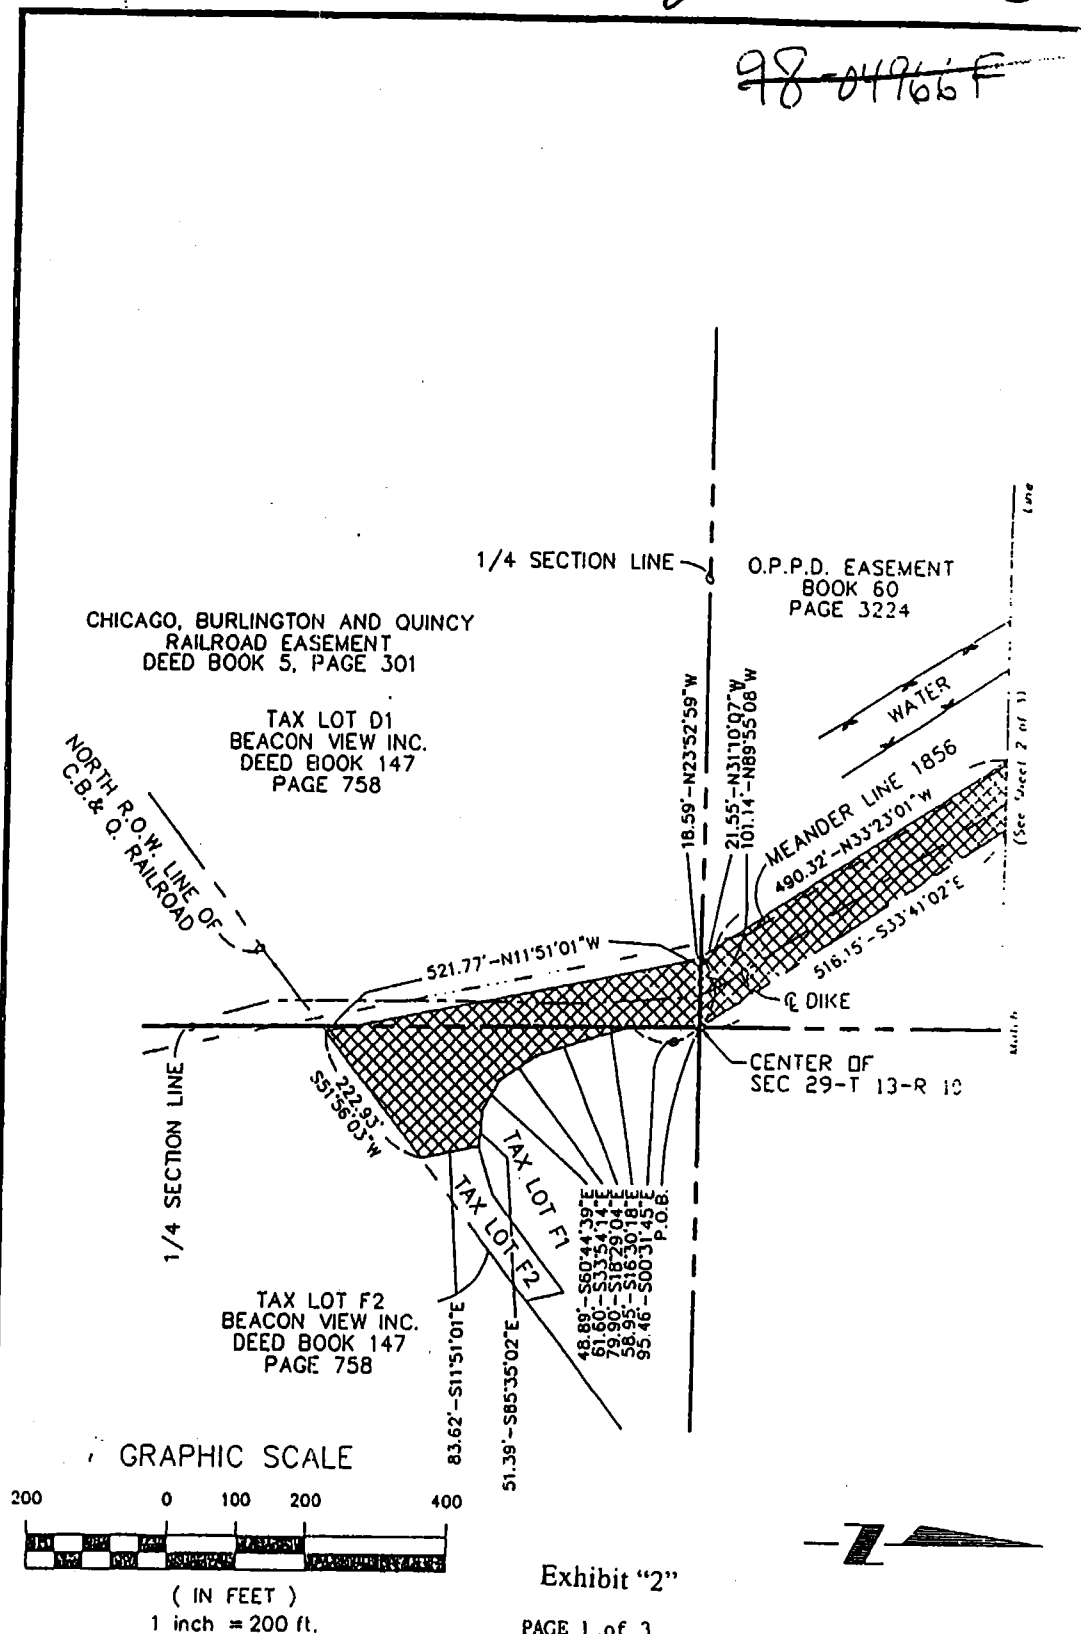 98-04966F
1/4 SECTION LINE
O.P.P.D. EASEMENT
BOOK 60
PAGE 3224
CHICAGO, BURLINGTON AND QUINCY
RAILROAD EASEMENT
DEED BOOK 5, PAGE 301
TAX LOT D1
BEACON VIEW INC.
DEED BOOK 147
PAGE 758
NORTH R.O.W. LINE OF
C.B.& Q. RAILROAD
18.59'-N23°52'59"W
21.55'-N31°10'07"W
101.14'-N89°55'08"W
WATER
MEANDER LINE 1856
490.32'-N33°23'01"W
516.15'-S33°41'02"E
Line
(See Sheet 2 of 3)
Match
521.77'-N11°51'01"W
℄ DIKE
CENTER OF
SEC 29-T 13-R 10
1/4 SECTION LINE
222.93'
S51°56'03"W
TAX LOT F1
TAX LOT F2
48.89'-S60°44'39"E
61.60'-S33°54'14"E
79.90'-S18°29'04"E
58.95'-S16°30'18"E
95.46'-S00°31'45"E
P.O.B.
TAX LOT F2
BEACON VIEW INC.
DEED BOOK 147
PAGE 758
83.62'-S11°51'01"E
51.39'-S85°35'02"E
GRAPHIC SCALE
200 0 100 200 400
( IN FEET )
1 inch = 200 ft.
Z
Exhibit “2”
PAGE 1 of 3